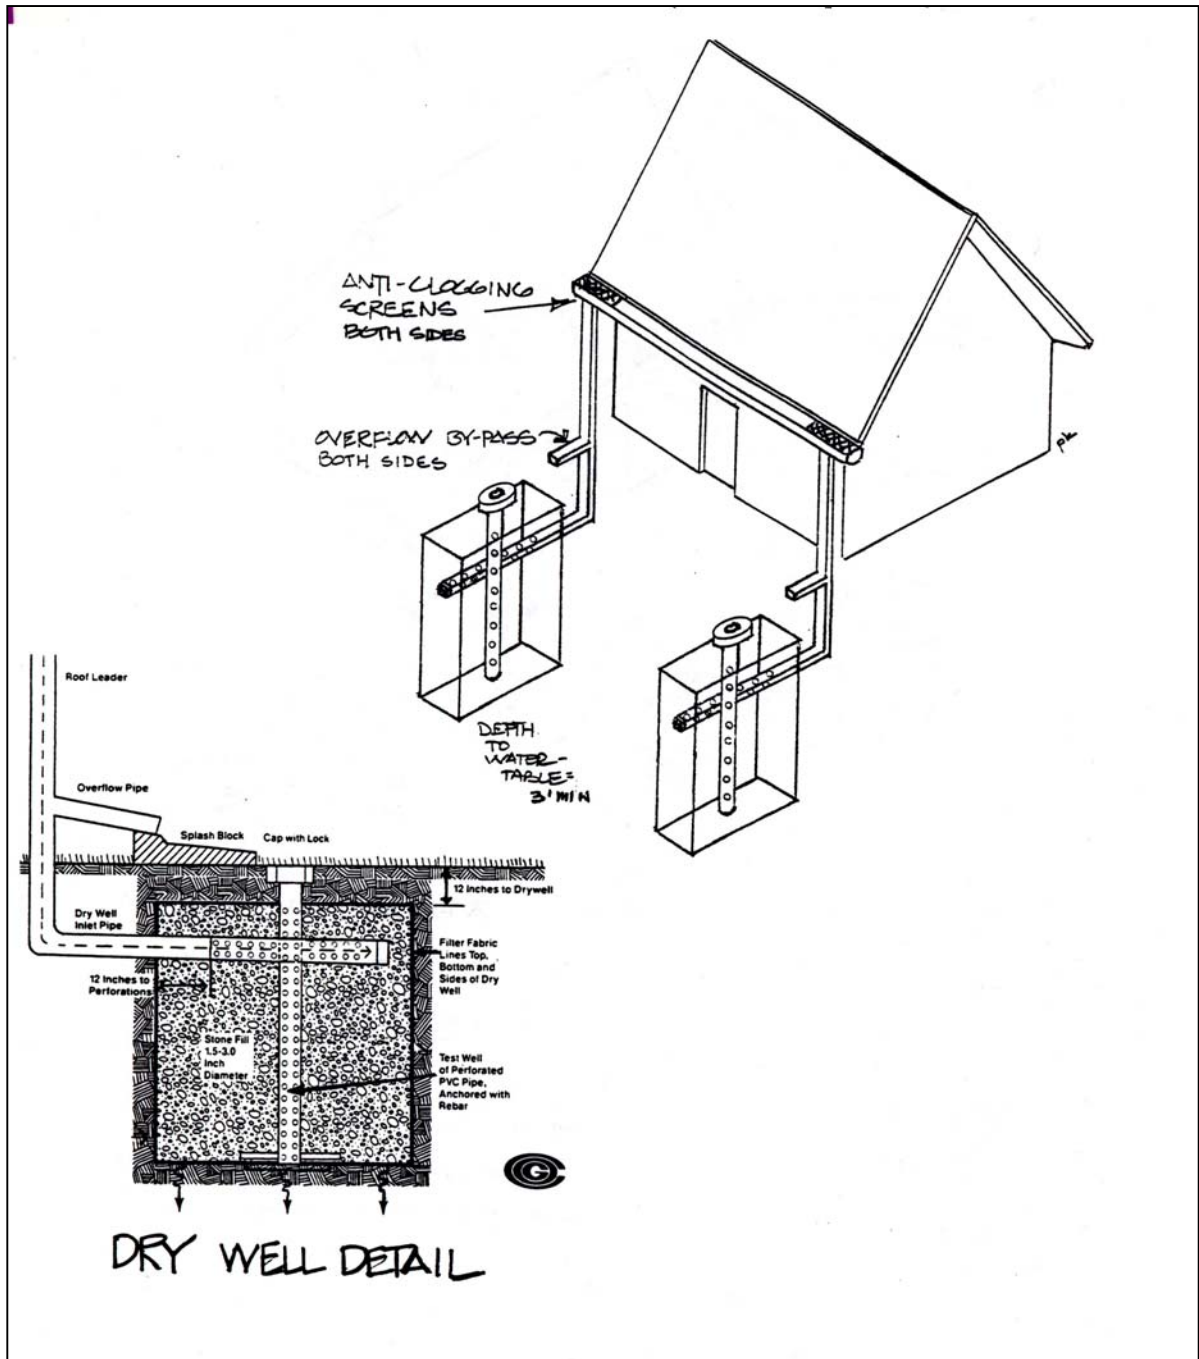 ANTI-CLOGGING
SCREENS
BOTH SIDES
OVERFLOW BY-PASS
BOTH SIDES
DEPTH
TO
WATER-
TABLE=
3' MIN
pk
Roof Leader
Overflow Pipe
Splash Block
Cap with Lock
12 Inches to Drywell
Dry Well
Inlet Pipe
Filter Fabric
Lines Top,
Bottom and
Sides of Dry
Well
12 Inches to
Perforations
Stone Fill
1.5-3.0
Inch
Diameter
Test Well
of Perforated
PVC Pipe,
Anchored with
Rebar
DRY WELL DETAIL